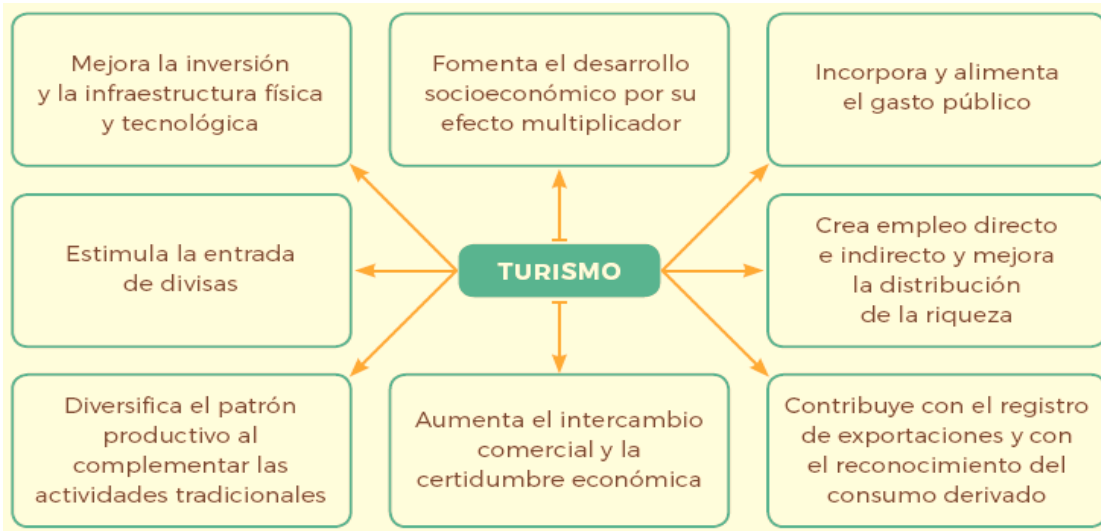 Mejora la inversión
y la infraestructura física
y tecnológica
Fomenta el desarrollo
socioeconómico por su
efecto multiplicador
Incorpora y alimenta
el gasto público
Estimula la entrada
de divisas
TURISMO
Crea empleo directo
e indirecto y mejora
la distribución
de la riqueza
Diversifica el patrón
productivo al
complementar las
actividades tradicionales
Aumenta el intercambio
comercial y la
certidumbre económica
Contribuye con el registro
de exportaciones y con
el reconocimiento del
consumo derivado